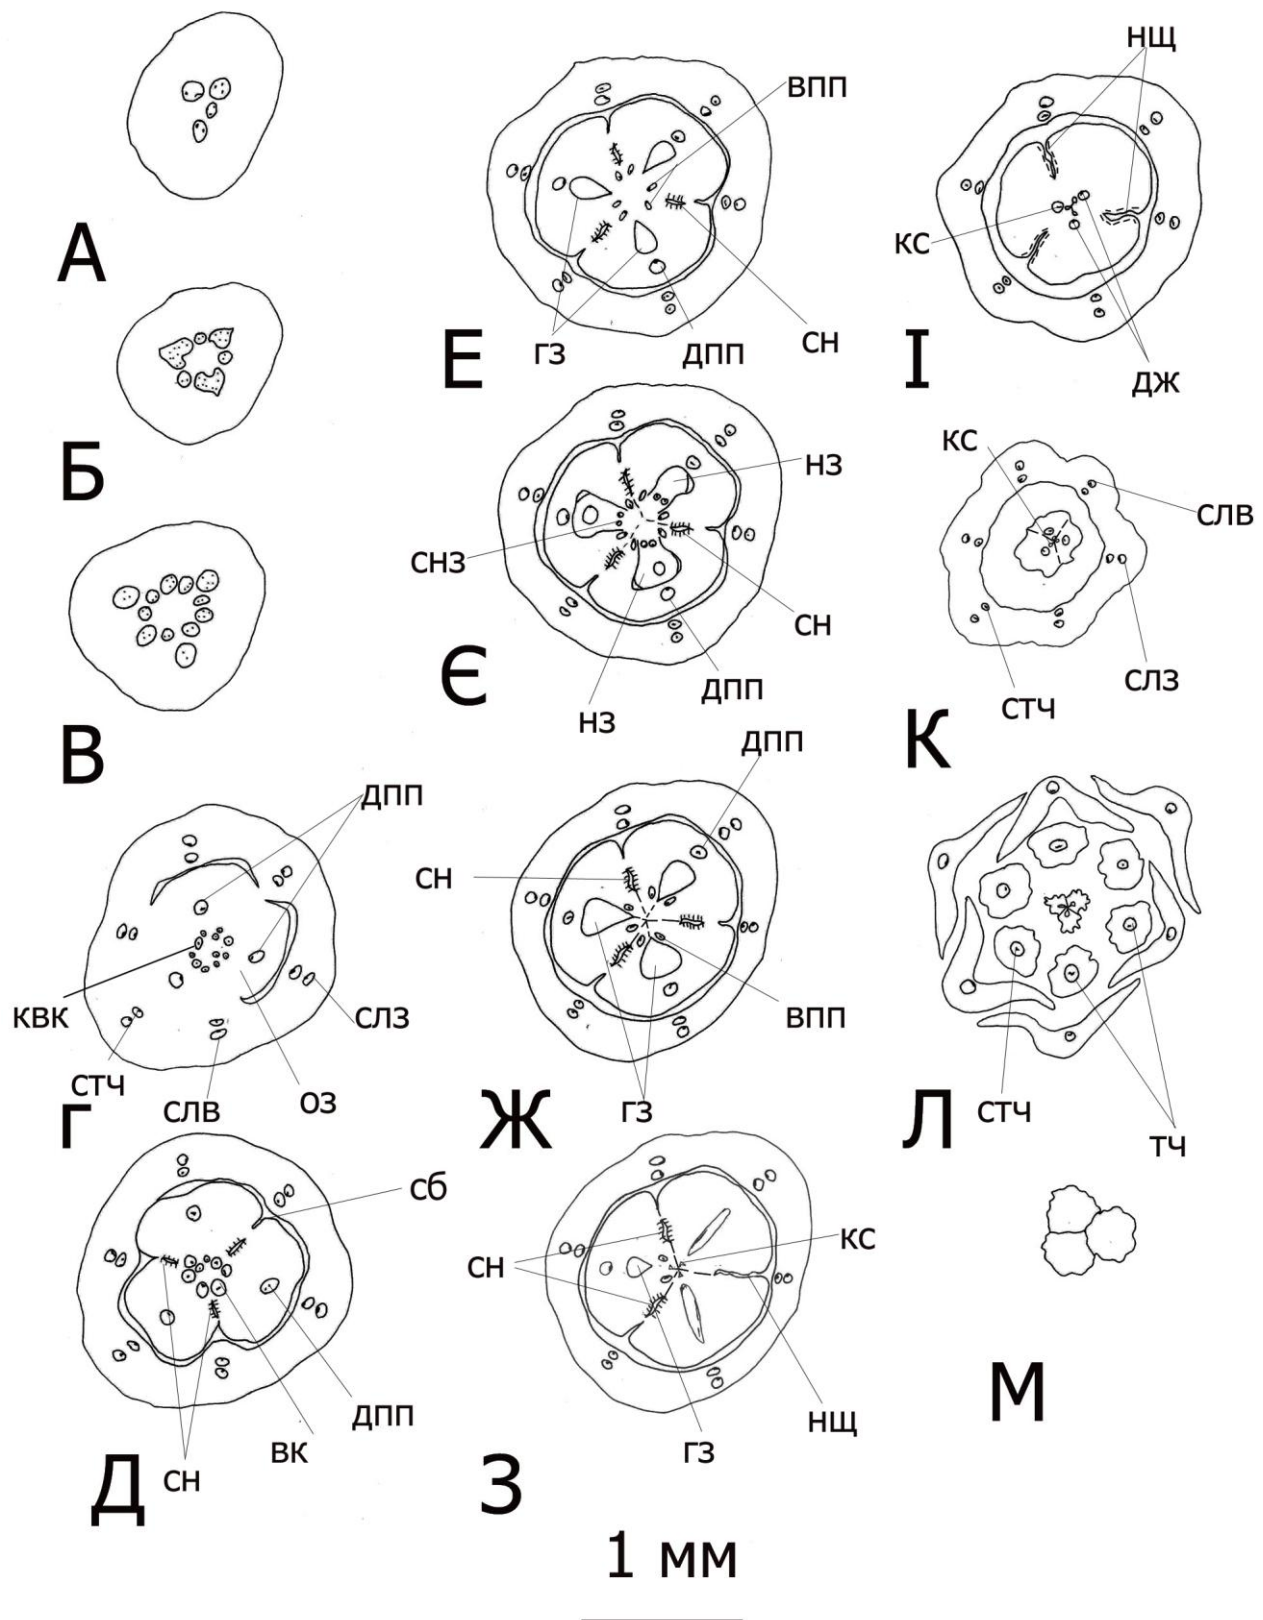 А
Б
В
ДПП
КВК
СЛЗ
СТЧ
СЛВ
ОЗ
Г
Сб
СН
ВК
ДПП
Д
ВПП
ГЗ
ДПП
СН
Е
НЗ
СНЗ
СН
ДПП
НЗ
Є
ДПП
СН
ВПП
ГЗ
Ж
КС
СН
НЩ
ГЗ
З
НЩ
КС
ДЖ
І
КС
СЛВ
СЛЗ
СТЧ
К
СТЧ
ТЧ
Л
М
1 мм